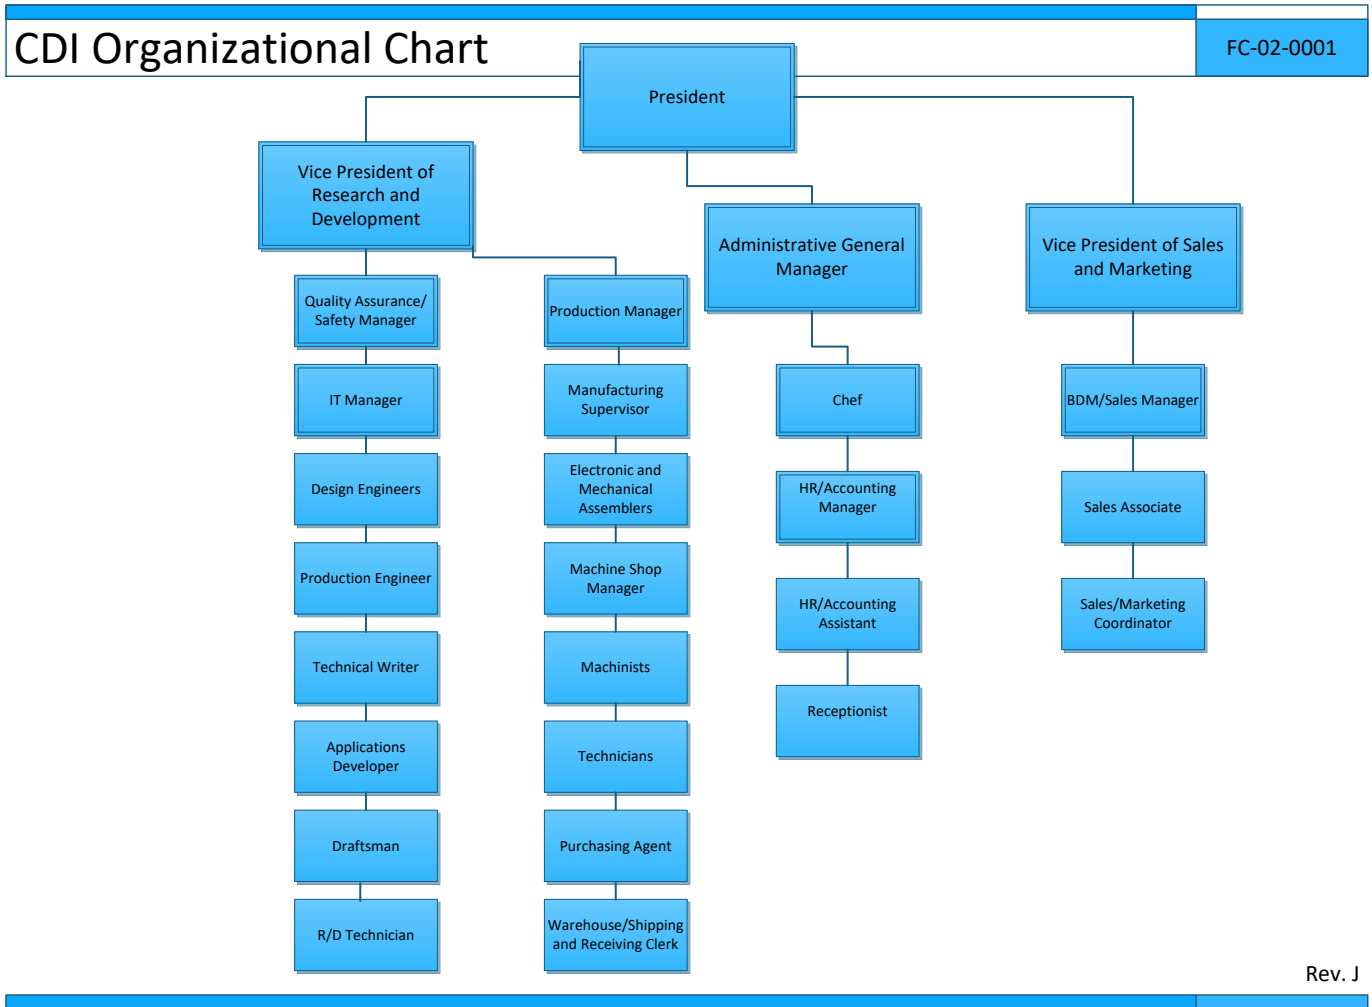 CDI Organizational Chart
FC-02-0001
President
Vice President of
Research and
Development
Administrative General
Manager
Vice President of Sales
and Marketing
Quality Assurance/
Safety Manager
IT Manager
Design Engineers
Production Engineer
Technical Writer
Applications
Developer
Draftsman
R/D Technician
Production Manager
Manufacturing
Supervisor
Electronic and
Mechanical
Assemblers
Machine Shop
Manager
Machinists
Technicians
Purchasing Agent
Warehouse/Shipping
and Receiving Clerk
Chef
HR/Accounting
Manager
HR/Accounting
Assistant
Receptionist
BDM/Sales Manager
Sales Associate
Sales/Marketing
Coordinator
Rev. J